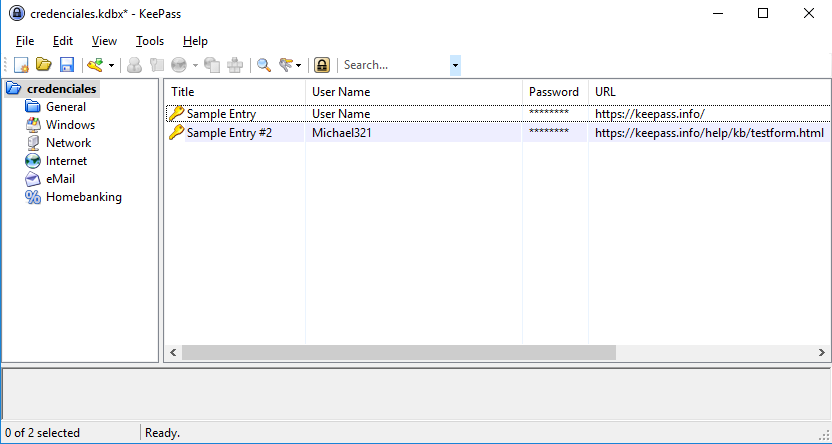 credenciales.kdbx* - KeePass
File Edit View Tools Help
Search...
credenciales
General
Windows
Network
Internet
eMail
Homebanking
Title User Name Password URL
Sample Entry User Name ******** https://keepass.info/
Sample Entry #2 Michael321 ******** https://keepass.info/help/kb/testform.html
0 of 2 selected Ready.